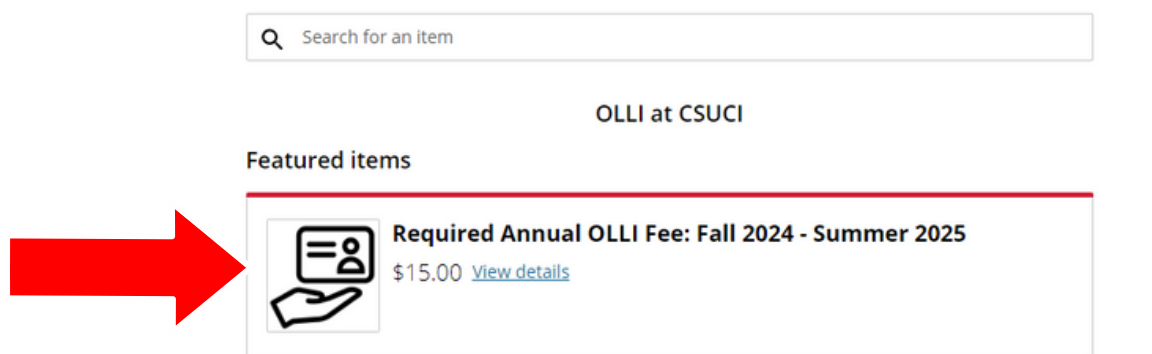 Search for an item
OLLI at CSUCI
Featured items
Required Annual OLLI Fee: Fall 2024 - Summer 2025
$15.00 View details